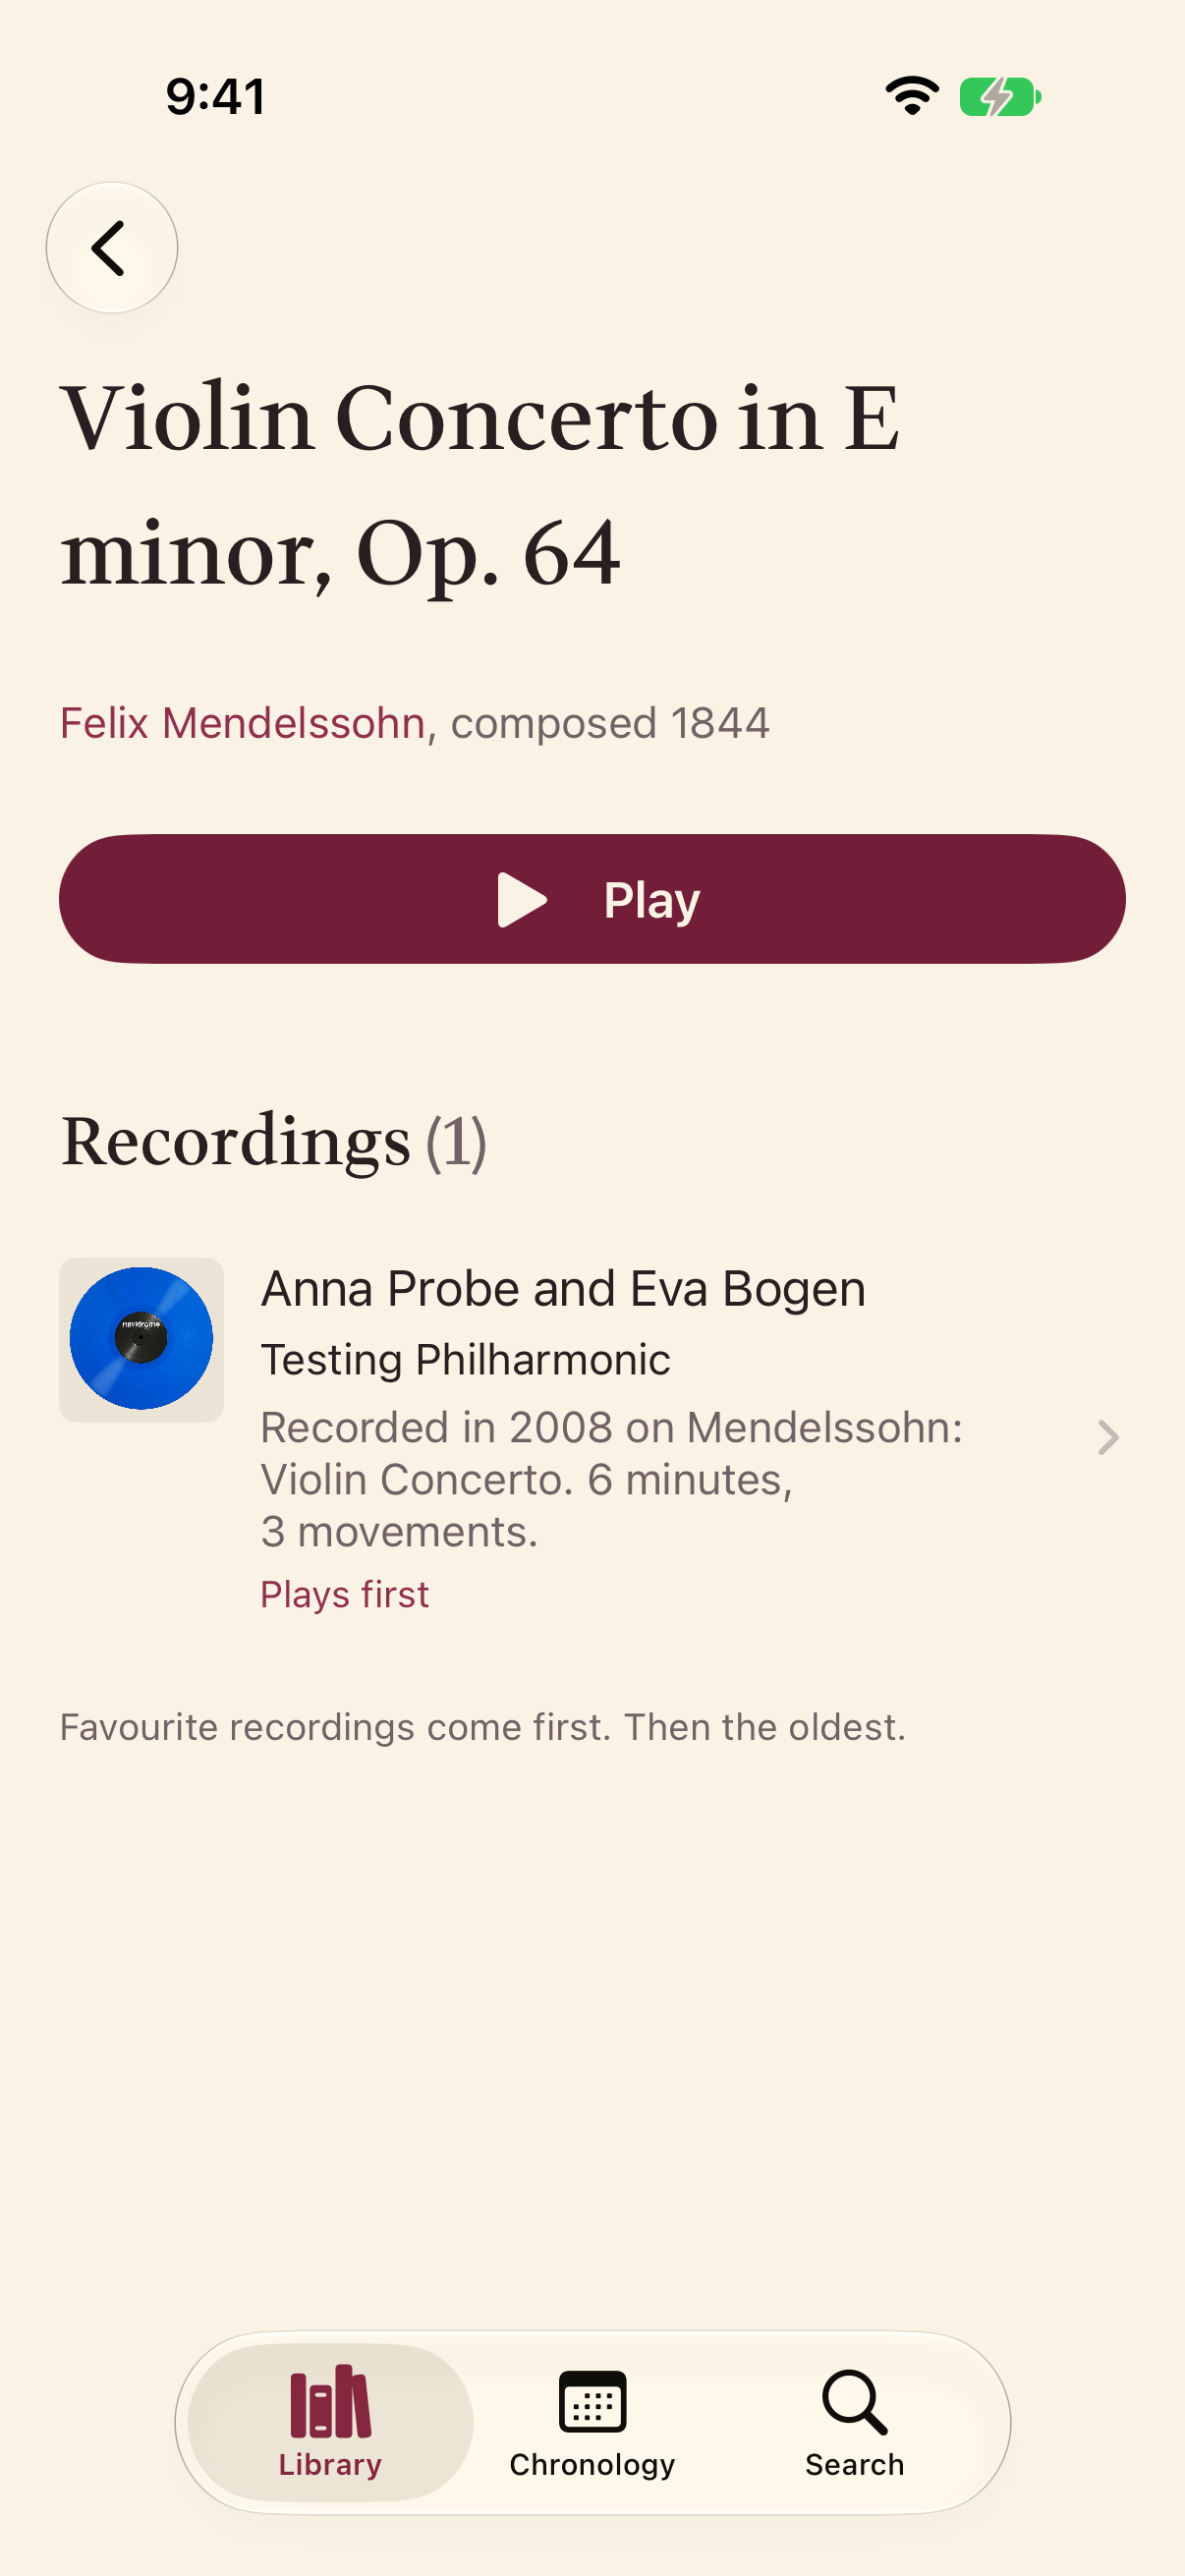 9:41
Violin Concerto in E
minor, Op. 64
Felix Mendelssohn, composed 1844
Play
Recordings (1)
navidrome
Anna Probe and Eva Bogen
Testing Philharmonic
Recorded in 2008 on Mendelssohn:
Violin Concerto. 6 minutes,
3 movements.
Plays first
Favourite recordings come first. Then the oldest.
Library
Chronology
Search